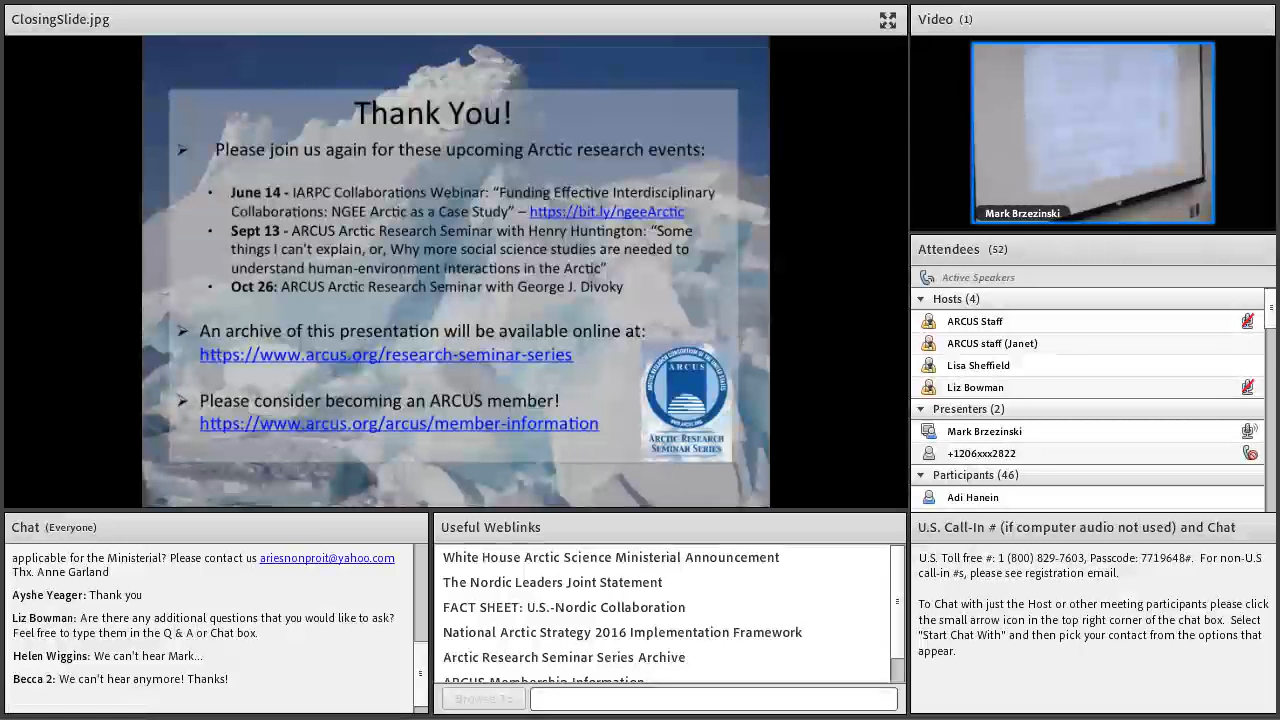 ClosingSlide.jpg
Thank You!
➢ Please join us again for these upcoming Arctic research events:
• June 14 - IARPC Collaborations Webinar: “Funding Effective Interdisciplinary
Collaborations: NGEE Arctic as a Case Study” – https://bit.ly/ngeeArctic
• Sept 13 - ARCUS Arctic Research Seminar with Henry Huntington: “Some
things I can't explain, or, Why more social science studies are needed to
understand human-environment interactions in the Arctic”
• Oct 26: ARCUS Arctic Research Seminar with George J. Divoky
➢ An archive of this presentation will be available online at:
https://www.arcus.org/research-seminar-series
➢ Please consider becoming an ARCUS member!
https://www.arcus.org/arcus/member-information
ARCTIC RESEARCH CONSORTIUM OF THE UNITED STATES
ARCUS
ARCTIC RESEARCH
SEMINAR SERIES
Video (1)
Mark Brzezinski
Attendees (52)
Active Speakers
Hosts (4)
ARCUS Staff
ARCUS staff (Janet)
Lisa Sheffield
Liz Bowman
Presenters (2)
Mark Brzezinski
+1206xxx2822
Participants (46)
Adi Hanein
Chat (Everyone)
applicable for the Ministerial? Please contact us ariesnonproit@yahoo.com
Thx. Anne Garland
Ayshe Yeager: Thank you
Liz Bowman: Are there any additional questions that you would like to ask?
Feel free to type them in the Q & A or Chat box.
Helen Wiggins: We can't hear Mark...
Becca 2: We can't hear anymore! Thanks!
Useful Weblinks
White House Arctic Science Ministerial Announcement
The Nordic Leaders Joint Statement
FACT SHEET: U.S.-Nordic Collaboration
National Arctic Strategy 2016 Implementation Framework
Arctic Research Seminar Series Archive
ARCUS Membership Information
Browse To
U.S. Call-In # (if computer audio not used) and Chat
U.S. Toll free #: 1 (800) 829-7603, Passcode: 7719648#. For non-U.S
call-in #s, please see registration email.
To Chat with just the Host or other meeting participants please click
the small arrow icon in the top right corner of the chat box. Select
"Start Chat With" and then pick your contact from the options that
appear.